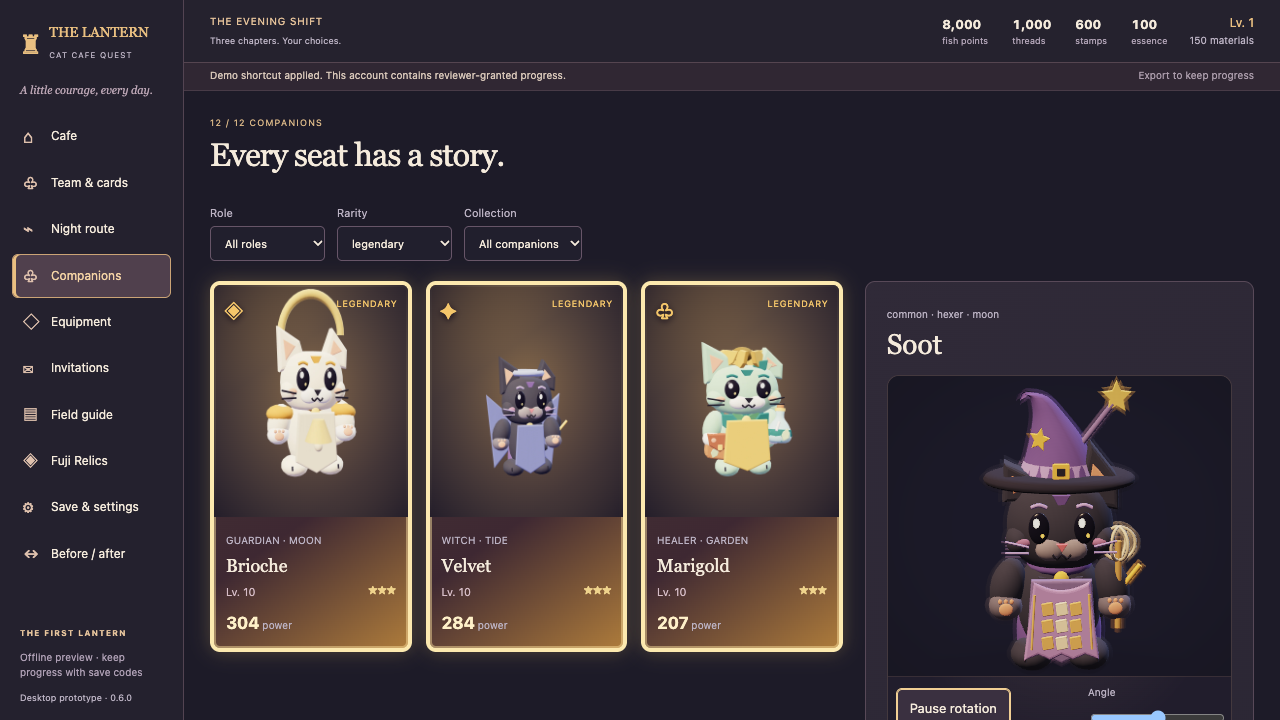 THE LANTERN
CAT CAFE QUEST
A little courage, every day.
Cafe
Team & cards
Night route
Companions
Equipment
Invitations
Field guide
Fuji Relics
Save & settings
Before / after
THE FIRST LANTERN
Offline preview · keep
progress with save codes
Desktop prototype · 0.6.0
THE EVENING SHIFT
Three chapters. Your choices.
8,000
fish points
1,000
threads
600
stamps
100
essence
Lv. 1
150 materials
Demo shortcut applied. This account contains reviewer-granted progress.
Export to keep progress
12 / 12 COMPANIONS
Every seat has a story.
Role
Rarity
Collection
All roles
legendary
All companions
LEGENDARY
GUARDIAN · MOON
Brioche
Lv. 10
304 power
LEGENDARY
WITCH · TIDE
Velvet
Lv. 10
284 power
LEGENDARY
HEALER · GARDEN
Marigold
Lv. 10
207 power
common · hexer · moon
Soot
Pause rotation
Angle